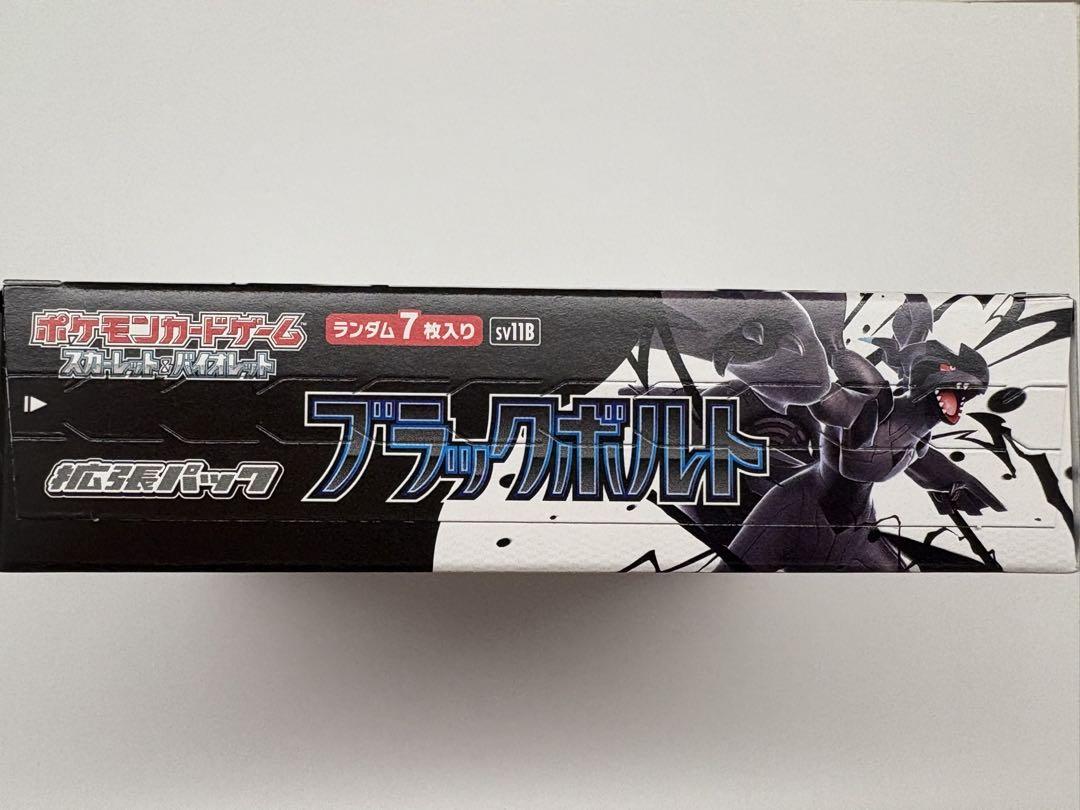 ポケモンカードゲーム
スカーレット&バイオレット
ランダム7枚入り
sv11B
ブラックボルト
拡張パック